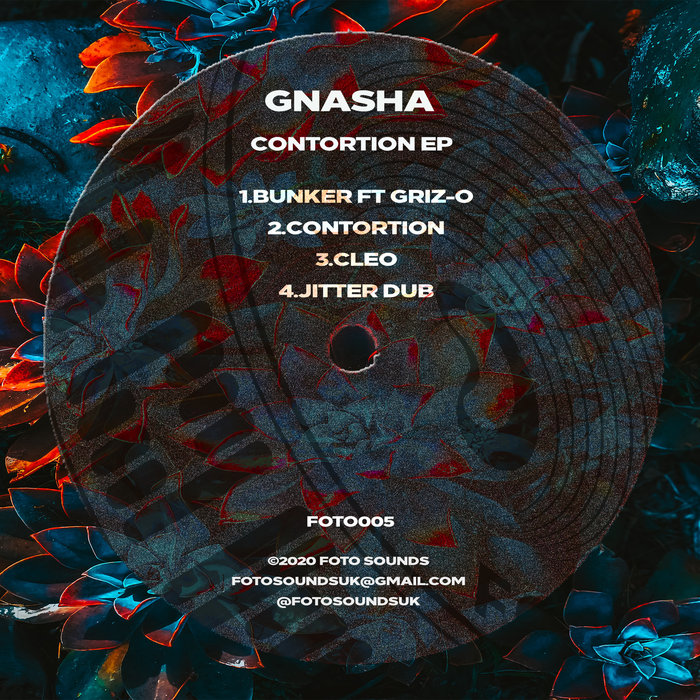 GNASHA
CONTORTION EP
1.BUNKER FT GRIZ-O
2.CONTORTION
3.CLEO
4.JITTER DUB
FOTO005
©2020 FOTO SOUNDS
FOTOSOUNDSUK@GMAIL.COM
@FOTOSOUNDSUK